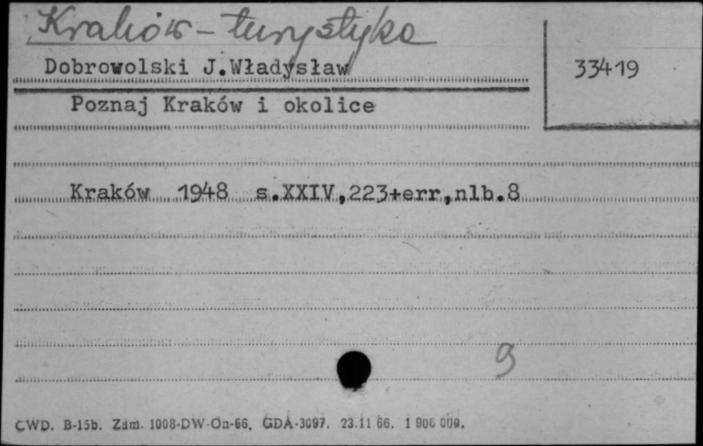 Kraków - turystyka
Dobrowolski J.Władysław
33419
Poznaj Kraków i okolice
Kraków 1948 s.XXIV,223+err,nlb.8
9
CWD. B-15b. Zam. 1008-DW-On-66. GDA-3097. 23.11.66. 1 900 000.